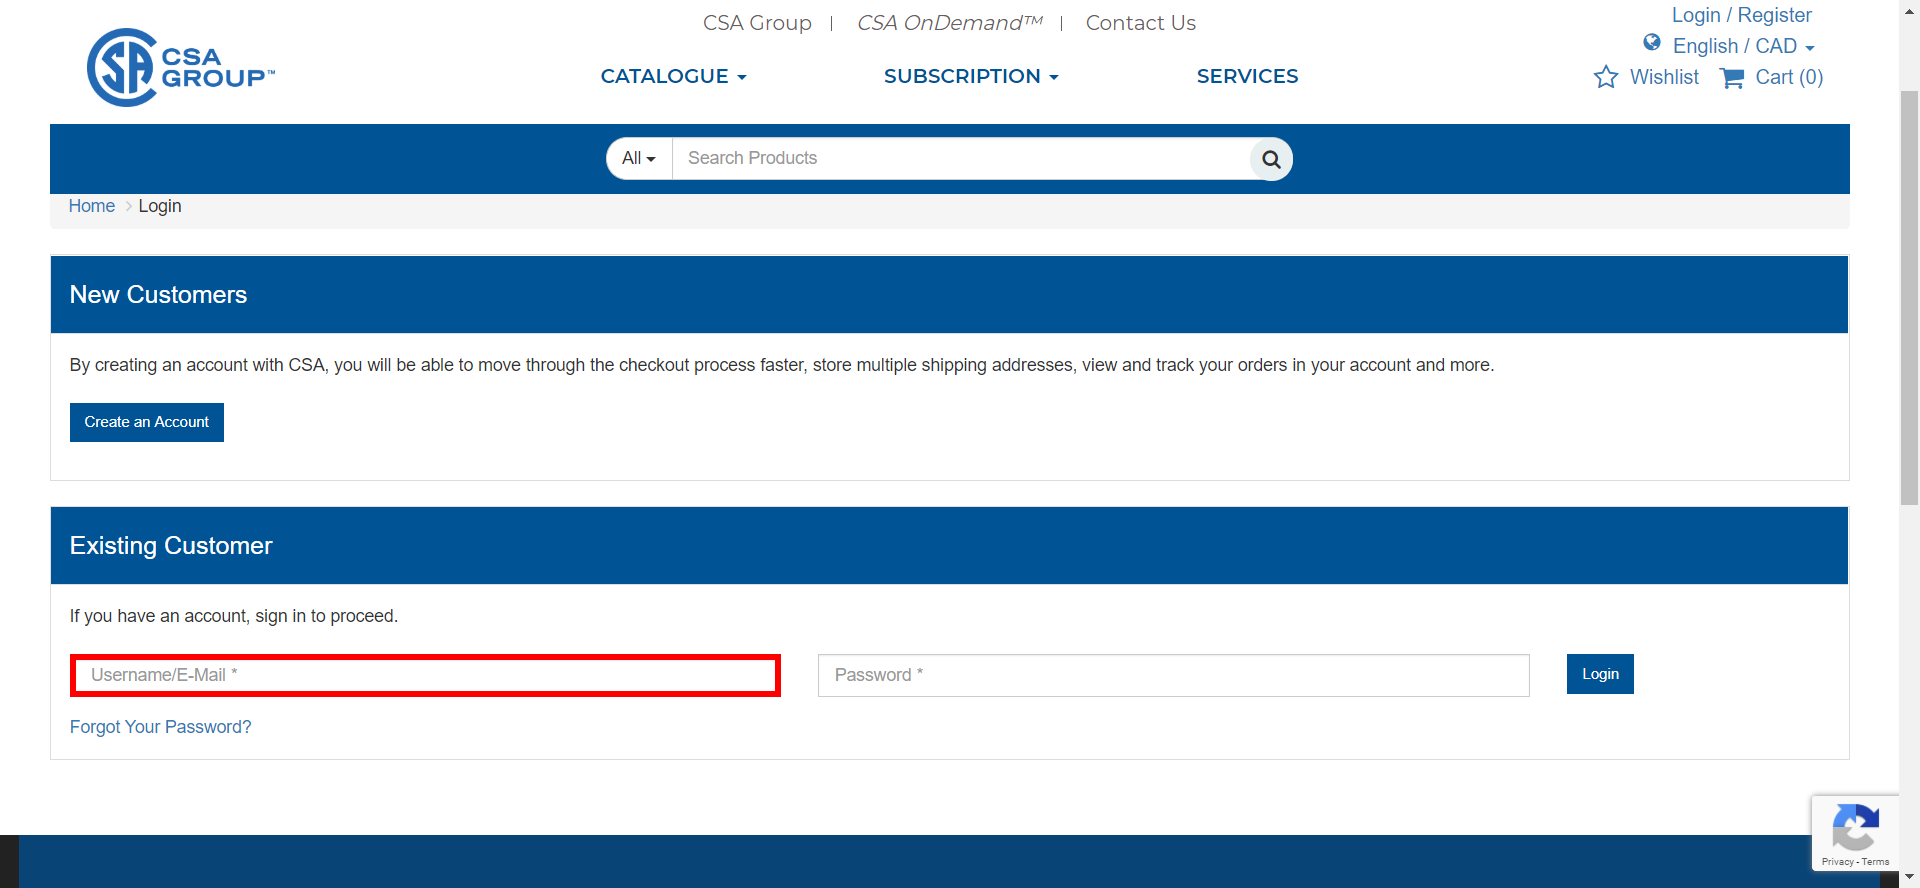 CSA Group | CSA OnDemand™ | Contact Us
Login / Register
English / CAD
Wishlist Cart (0)
CSA
GROUP™
CATALOGUE SUBSCRIPTION SERVICES
All Search Products
Home > Login
New Customers
By creating an account with CSA, you will be able to move through the checkout process faster, store multiple shipping addresses, view and track your orders in your account and more.
Create an Account
Existing Customer
If you have an account, sign in to proceed.
Username/E-Mail * Password * Login
Forgot Your Password?
Privacy - Terms